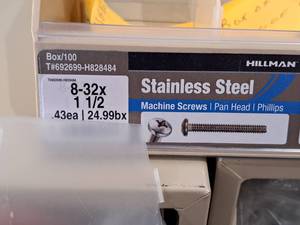 Box/100
T#692699-H828484
HILLMAN
8-32x
1 1/2
.43ea | 24.99bx
Stainless Steel
Machine Screws | Pan Head | Phillips